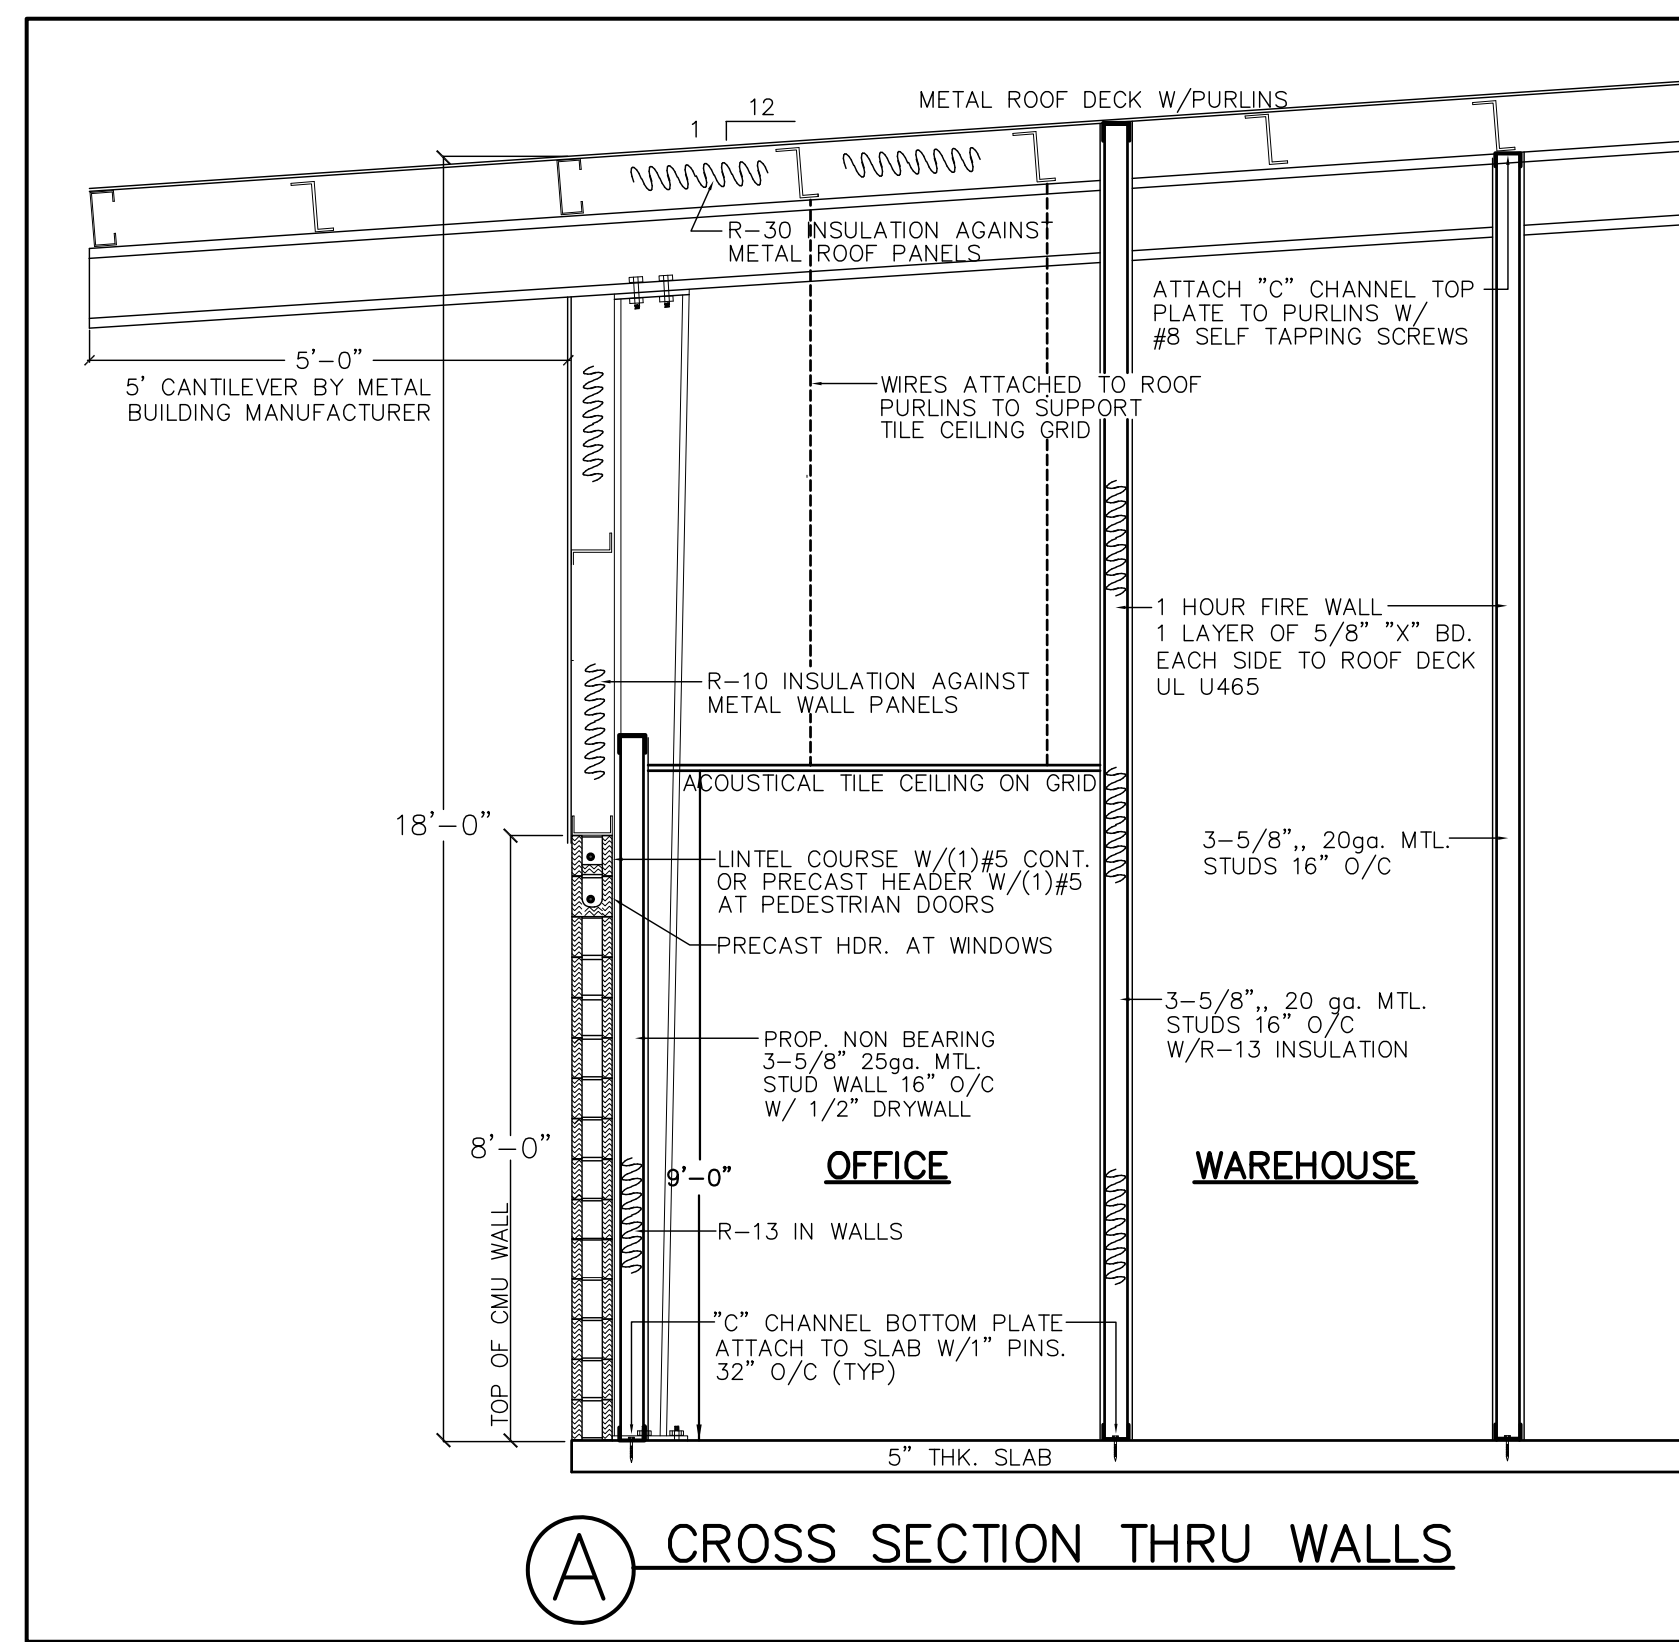 12
1
METAL ROOF DECK W/PURLINS
R-30 INSULATION AGAINST
METAL ROOF PANELS
ATTACH "C" CHANNEL TOP
PLATE TO PURLINS W/
#8 SELF TAPPING SCREWS
5'-0"
5' CANTILEVER BY METAL
BUILDING MANUFACTURER
WIRES ATTACHED TO ROOF
PURLINS TO SUPPORT
TILE CEILING GRID
1 HOUR FIRE WALL
1 LAYER OF 5/8" "X" BD.
EACH SIDE TO ROOF DECK
UL U465
R-10 INSULATION AGAINST
METAL WALL PANELS
ACOUSTICAL TILE CEILING ON GRID
18'-0"
3-5/8",, 20ga. MTL.
STUDS 16" O/C
LINTEL COURSE W/(1)#5 CONT.
OR PRECAST HEADER W/(1)#5
AT PEDESTRIAN DOORS
PRECAST HDR. AT WINDOWS
3-5/8",, 20 ga. MTL.
STUDS 16" O/C
W/R-13 INSULATION
PROP. NON BEARING
3-5/8" 25ga. MTL.
STUD WALL 16" O/C
W/ 1/2" DRYWALL
8'-0"
TOP OF CMU WALL
9'-0"
OFFICE
WAREHOUSE
R-13 IN WALLS
"C" CHANNEL BOTTOM PLATE
ATTACH TO SLAB W/1" PINS.
32" O/C (TYP)
5" THK. SLAB
A
CROSS SECTION THRU WALLS